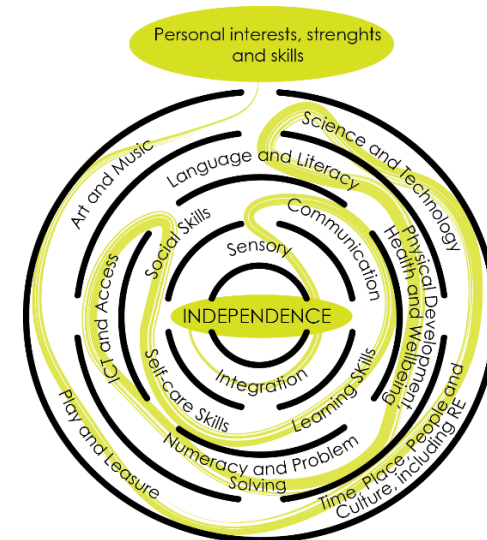 Personal interests, strenghts
and skills
Art and Music
Science and Technology
Language and Literacy
Social Skills
Communication
Sensory
Physical Development,
Health and Wellbeing
ICT and Access
INDEPENDENCE
Integration
Self-care Skills
Learning Skills
Numeracy and Problem
Solving
Play and Leasure
Time, Place, People and
Culture, including RE